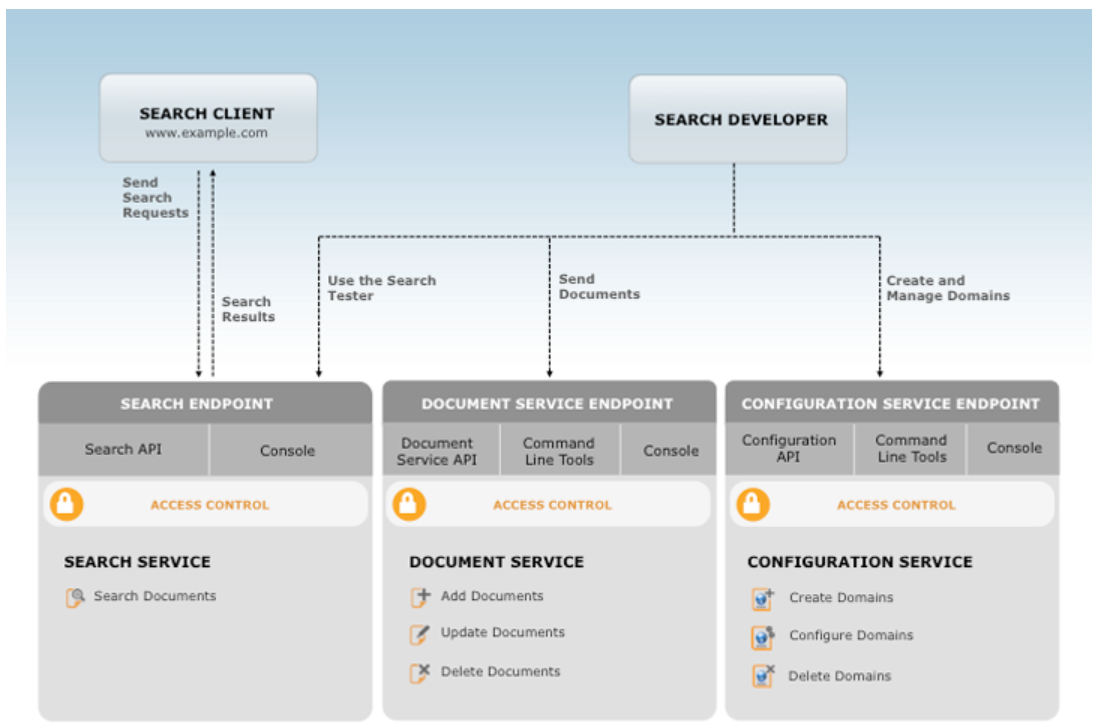 SEARCH CLIENT
www.example.com
SEARCH DEVELOPER
Send
Search
Requests
Search
Results
Use the Search
Tester
Send
Documents
Create and
Manage Domains
SEARCH ENDPOINT
Search API
Console
ACCESS CONTROL
SEARCH SERVICE
Search Documents
DOCUMENT SERVICE ENDPOINT
Document
Service API
Command
Line Tools
Console
ACCESS CONTROL
DOCUMENT SERVICE
Add Documents
Update Documents
Delete Documents
CONFIGURATION SERVICE ENDPOINT
Configuration
API
Command
Line Tools
Console
ACCESS CONTROL
CONFIGURATION SERVICE
Create Domains
Configure Domains
Delete Domains